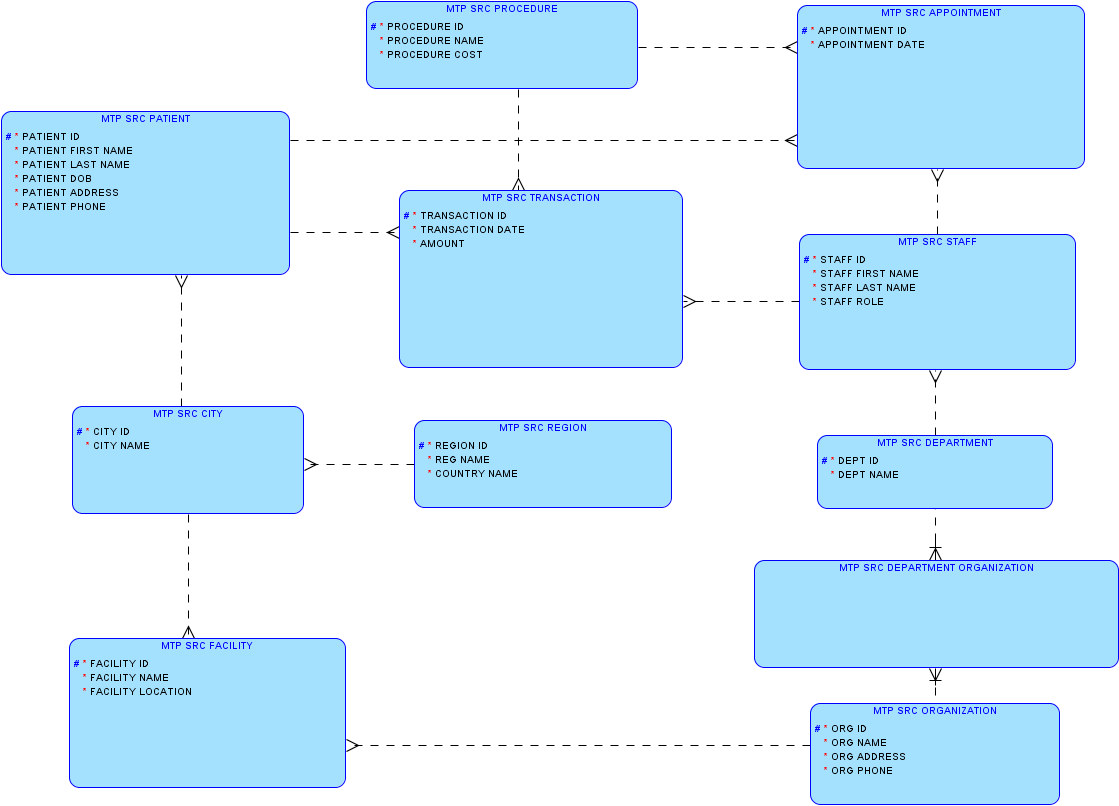 MTP SRC PROCEDURE
# * PROCEDURE ID
* PROCEDURE NAME
* PROCEDURE COST
MTP SRC APPOINTMENT
# * APPOINTMENT ID
* APPOINTMENT DATE
MTP SRC PATIENT
# * PATIENT ID
* PATIENT FIRST NAME
* PATIENT LAST NAME
* PATIENT DOB
* PATIENT ADDRESS
* PATIENT PHONE
MTP SRC TRANSACTION
# * TRANSACTION ID
* TRANSACTION DATE
* AMOUNT
MTP SRC STAFF
# * STAFF ID
* STAFF FIRST NAME
* STAFF LAST NAME
* STAFF ROLE
MTP SRC CITY
# * CITY ID
* CITY NAME
MTP SRC REGION
# * REGION ID
* REG NAME
* COUNTRY NAME
MTP SRC DEPARTMENT
# * DEPT ID
* DEPT NAME
MTP SRC DEPARTMENT ORGANIZATION
MTP SRC FACILITY
# * FACILITY ID
* FACILITY NAME
* FACILITY LOCATION
MTP SRC ORGANIZATION
# * ORG ID
* ORG NAME
* ORG ADDRESS
* ORG PHONE